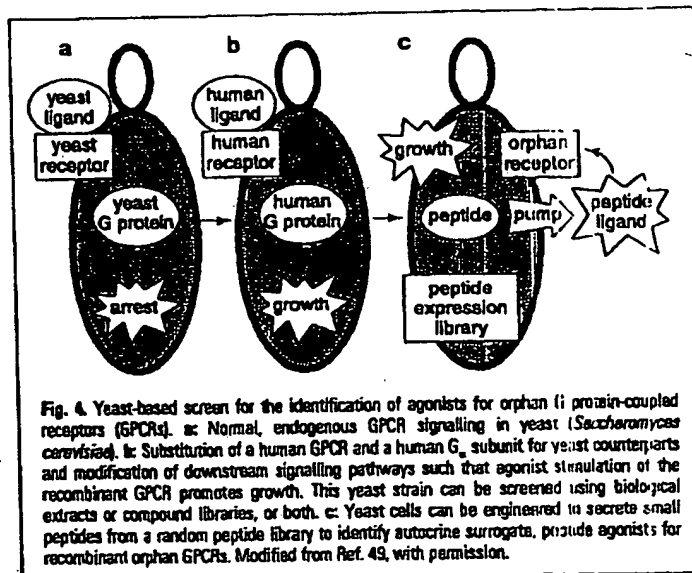 a b c
yeast
ligand
yeast
receptor
yeast
G protein
arrest
human
ligand
human
receptor
human
G protein
growth
growth
orphan
receptor
peptide
pump
peptide
ligand
peptide
expression
library
Fig. 4. Yeast-based screen for the identification of agonists for orphan G protein-coupled
receptors (GPCRs). a: Normal, endogenous GPCR signalling in yeast (Saccharomyces
cerevisiae). b: Substitution of a human GPCR and a human Gα subunit for yeast counterparts
and modification of downstream signalling pathways such that agonist stimulation of the
recombinant GPCR promotes growth. This yeast strain can be screened using biological
extracts or compound libraries, or both. c: Yeast cells can be engineered to secrete small
peptides from a random peptide library to identify autocrine surrogate, peptide agonists for
recombinant orphan GPCRs. Modified from Ref. 49, with permission.